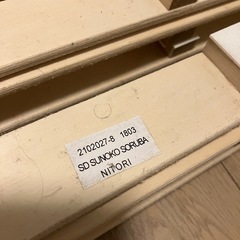 2102027-8 1803
SD SUNOKO SORUBA
NITORI